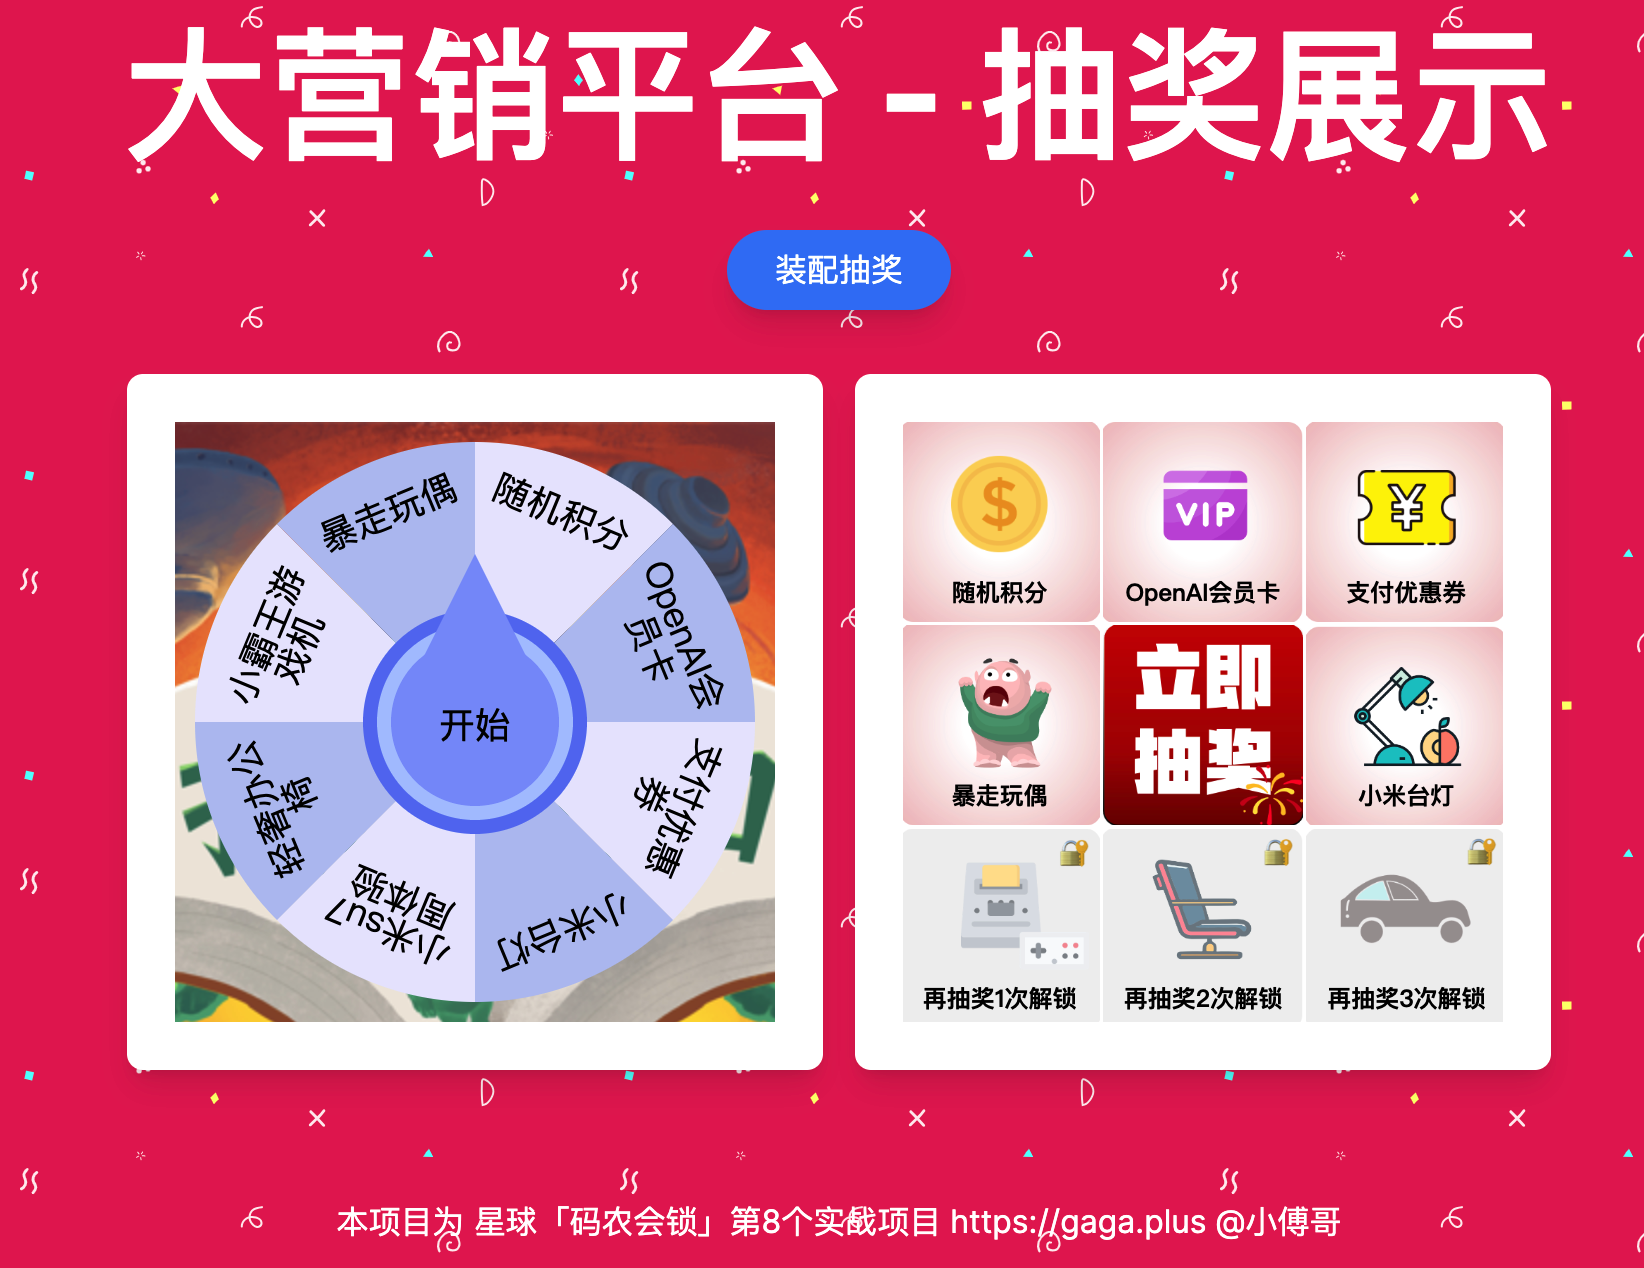 大营销平台 - 抽奖展示
装配抽奖
暴走玩偶
随机积分
OpenAI会
员卡
支付优惠
券
小米台灯
小米su7
周体验
轻奢办公
椅
小霸王游
戏机
开始
随机积分
OpenAI会员卡
支付优惠券
VIP
暴走玩偶
立即
抽奖
小米台灯
再抽奖1次解锁
再抽奖2次解锁
再抽奖3次解锁
本项目为 星球「码农会锁」第8个实战项目 https://gaga.plus @小傅哥